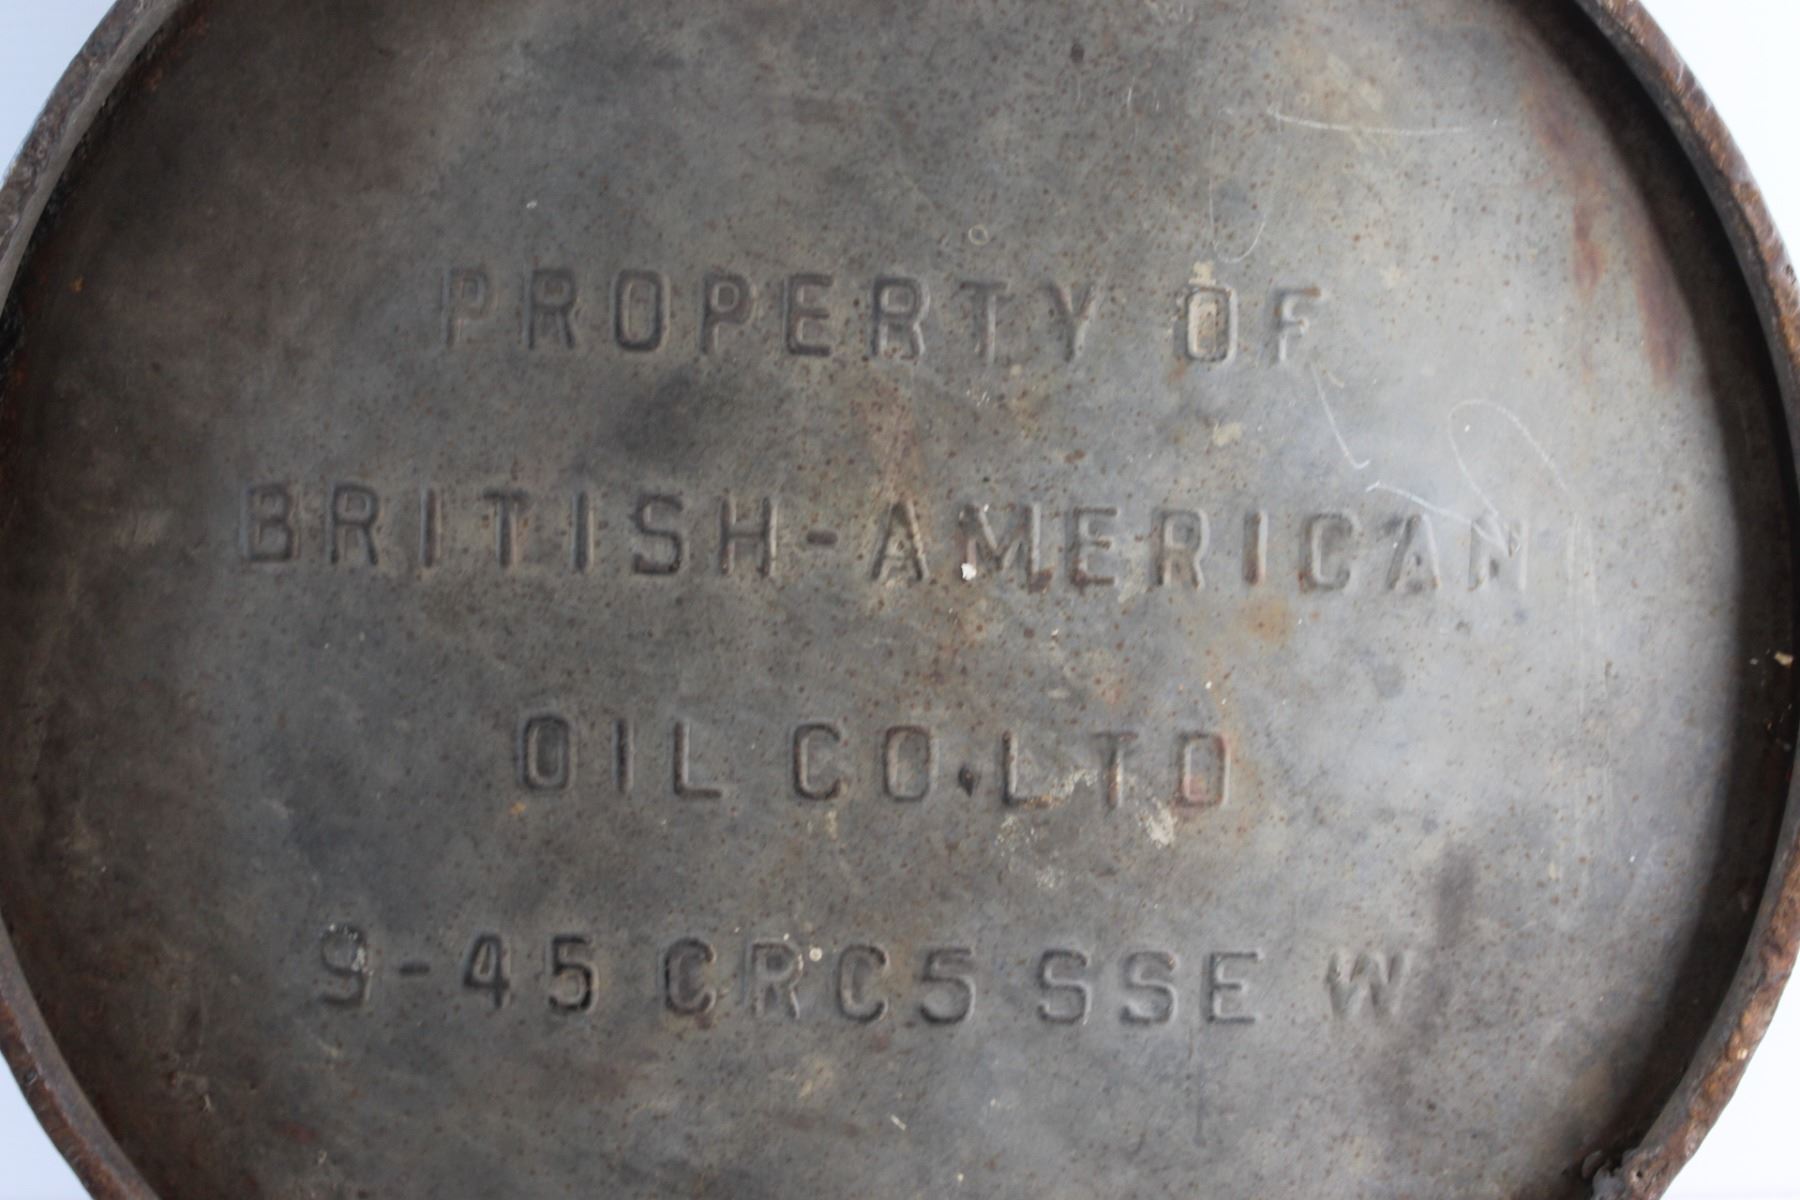 PROPERTY OF
BRITISH-AMERICAN
OIL CO.LTD
9-45 CRC5 SSE W